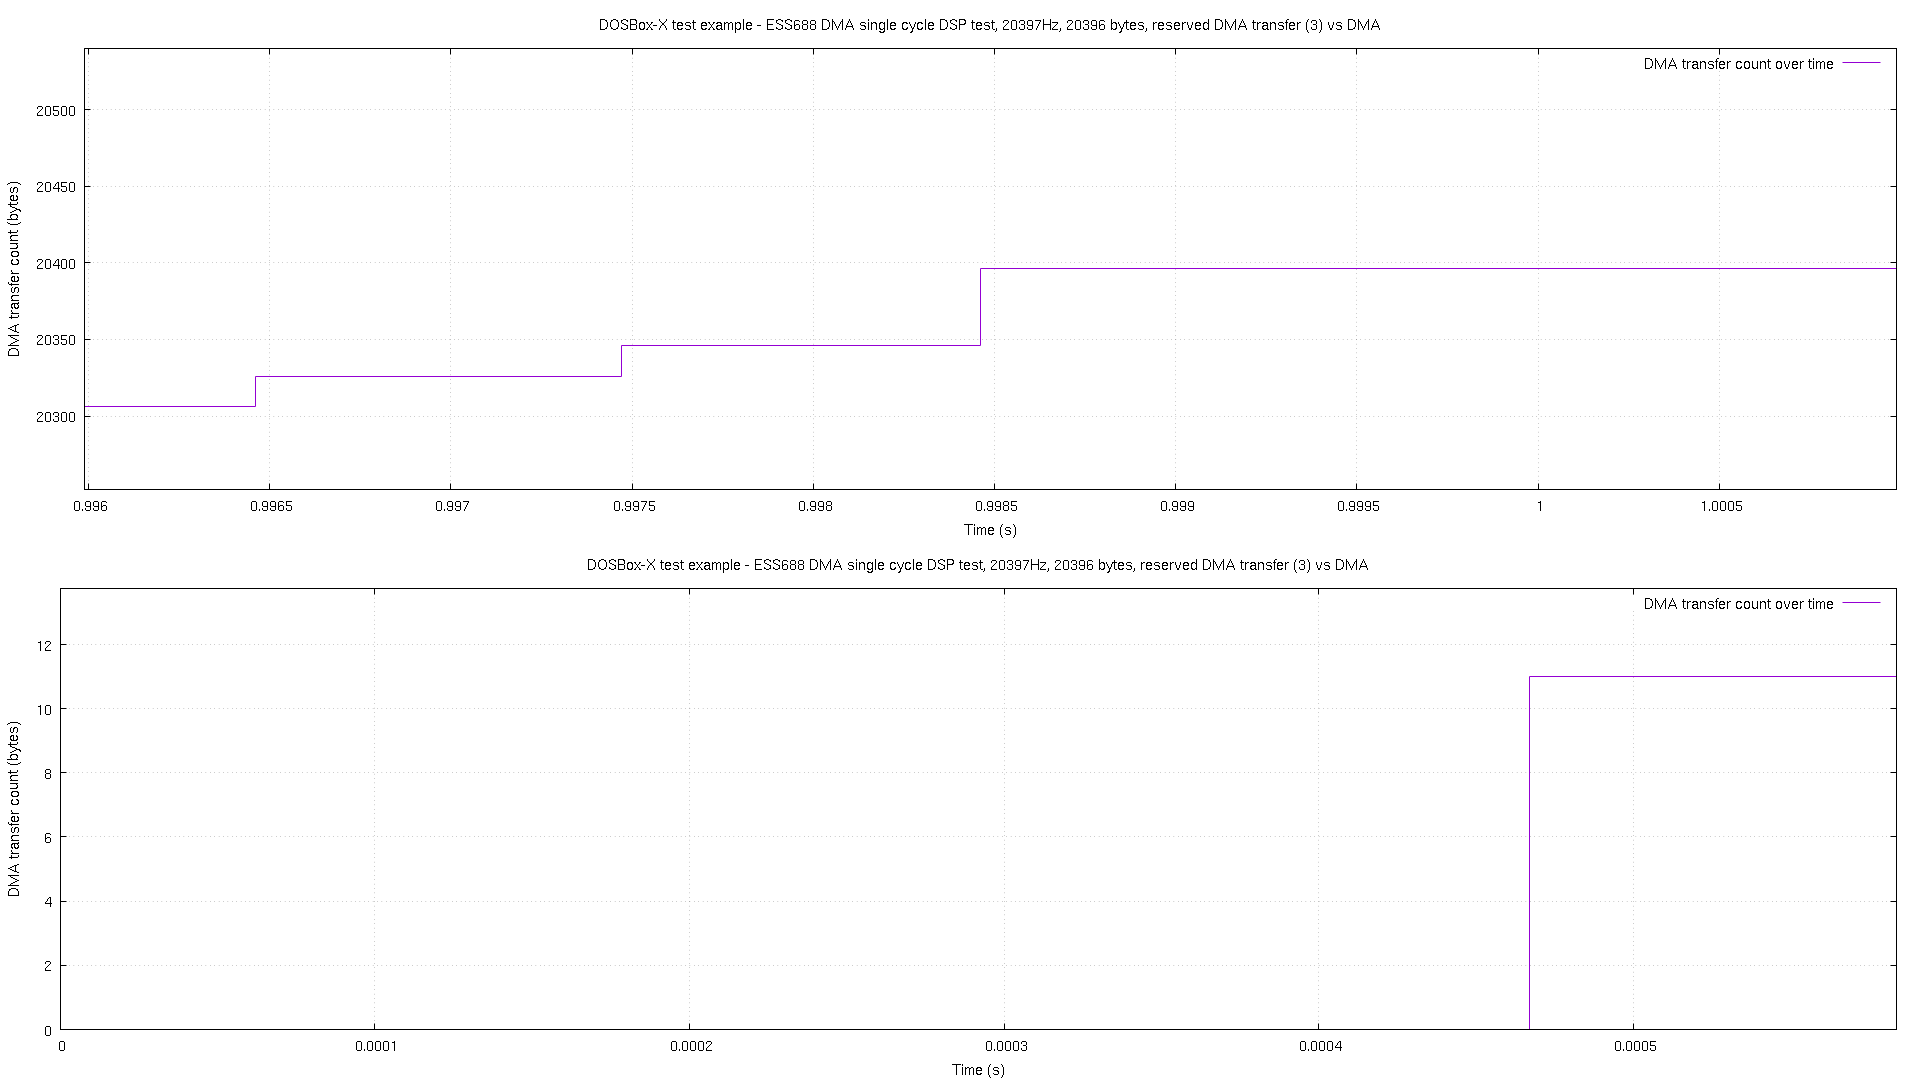 DOSBox-X test example - ESS688 DMA single cycle DSP test, 20397Hz, 20396 bytes, reserved DMA transfer (3) vs DMA
DMA transfer count over time
20500
20450
20400
20350
20300
DMA transfer count (bytes)
0.996 0.9965 0.997 0.9975 0.998 0.9985 0.999 0.9995 1 1.0005
Time (s)
DOSBox-X test example - ESS688 DMA single cycle DSP test, 20397Hz, 20396 bytes, reserved DMA transfer (3) vs DMA
DMA transfer count over time
12
10
8
6
4
2
0
DMA transfer count (bytes)
0 0.0001 0.0002 0.0003 0.0004 0.0005
Time (s)